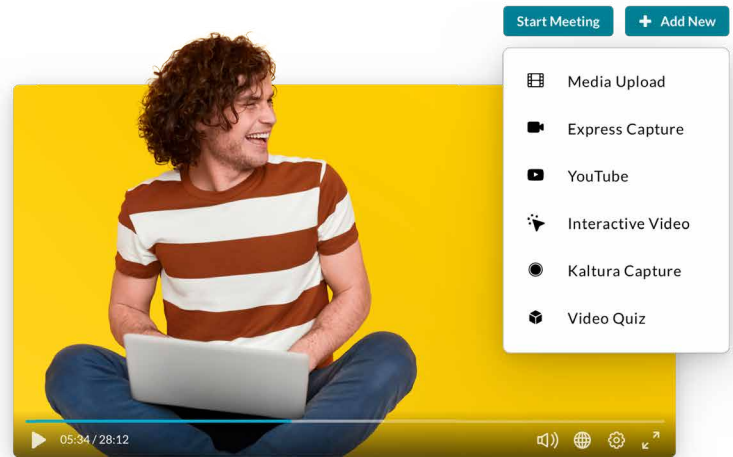 Start Meeting
Add New
Media Upload
Express Capture
YouTube
Interactive Video
Kaltura Capture
Video Quiz
05:34 / 28:12